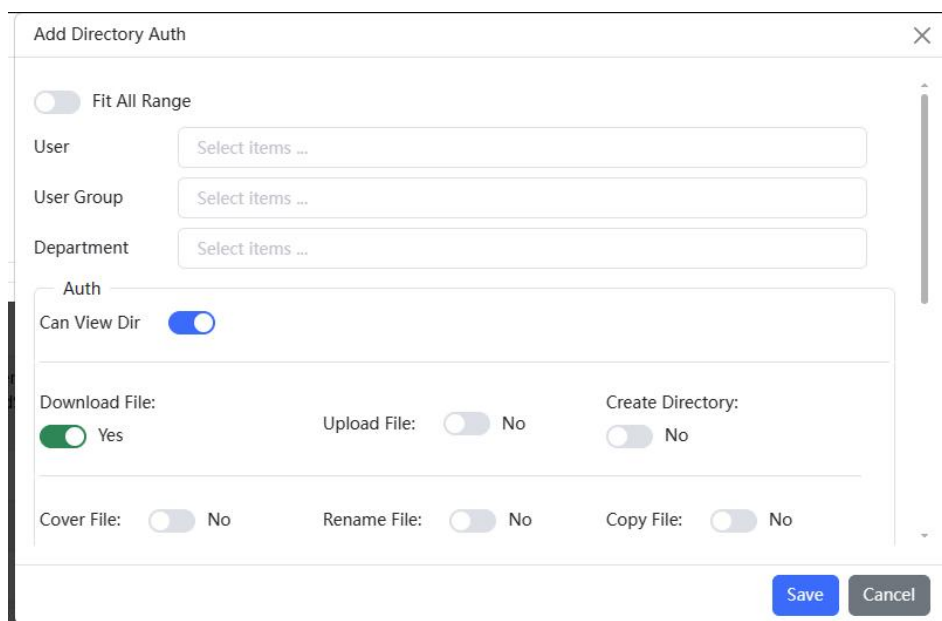 Add Directory Auth
Fit All Range
User
Select items ...
User Group
Select items ...
Department
Select items ...
Auth
Can View Dir
Download File:
Yes
Upload File:
No
Create Directory:
No
Cover File:
No
Rename File:
No
Copy File:
No
Save
Cancel